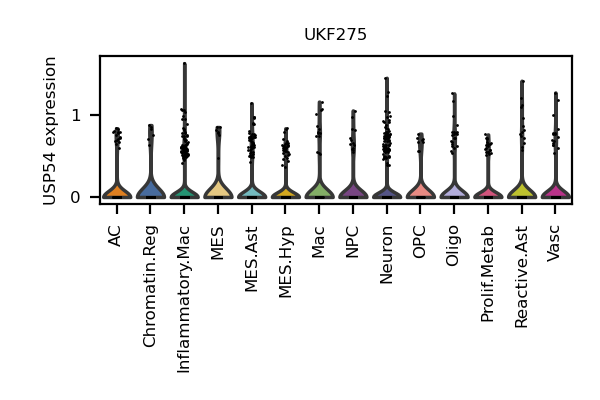 UKF275
USP54 expression
1
0
AC
Chromatin.Reg
Inflammatory.Mac
MES
MES.Ast
MES.Hyp
Mac
NPC
Neuron
OPC
Oligo
Prolif.Metab
Reactive.Ast
Vasc